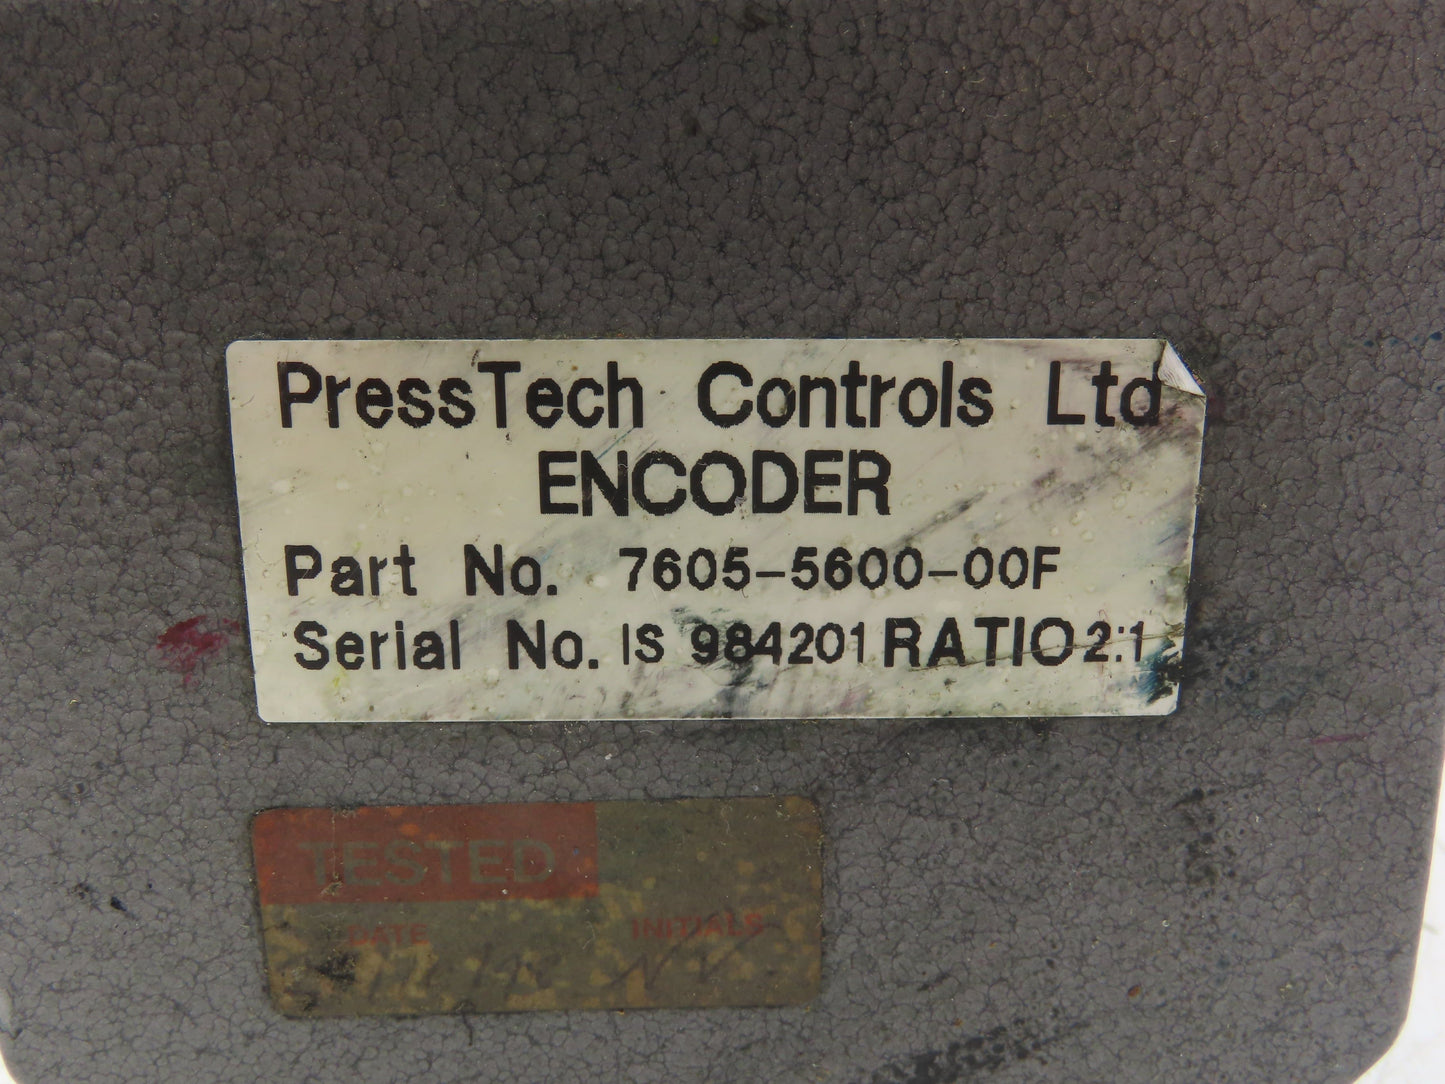 PressTech Controls Ltd
ENCODER
Part No. 7605-5600-00F
Serial No. IS 984201 RATIO 2:1
TESTED
DATE INITIALS